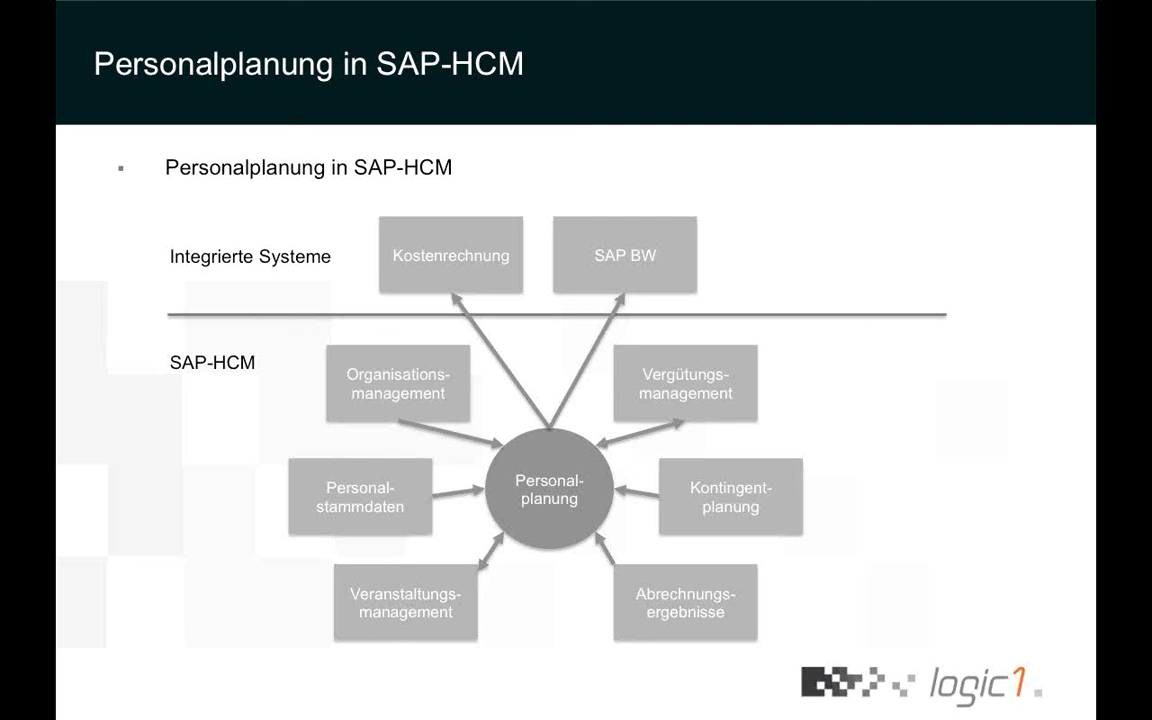 Personalplanung in SAP-HCM
▪ Personalplanung in SAP-HCM
Integrierte Systeme
Kostenrechnung
SAP BW
SAP-HCM
Organisations-
management
Vergütungs-
management
Personal-
stammdaten
Personal-
planung
Kontingent-
planung
Veranstaltungs-
management
Abrechnungs-
ergebnisse
logic1.